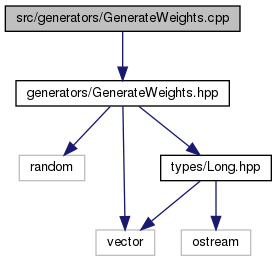 src/generators/GenerateWeights.cpp
generators/GenerateWeights.hpp
random
types/Long.hpp
vector
ostream